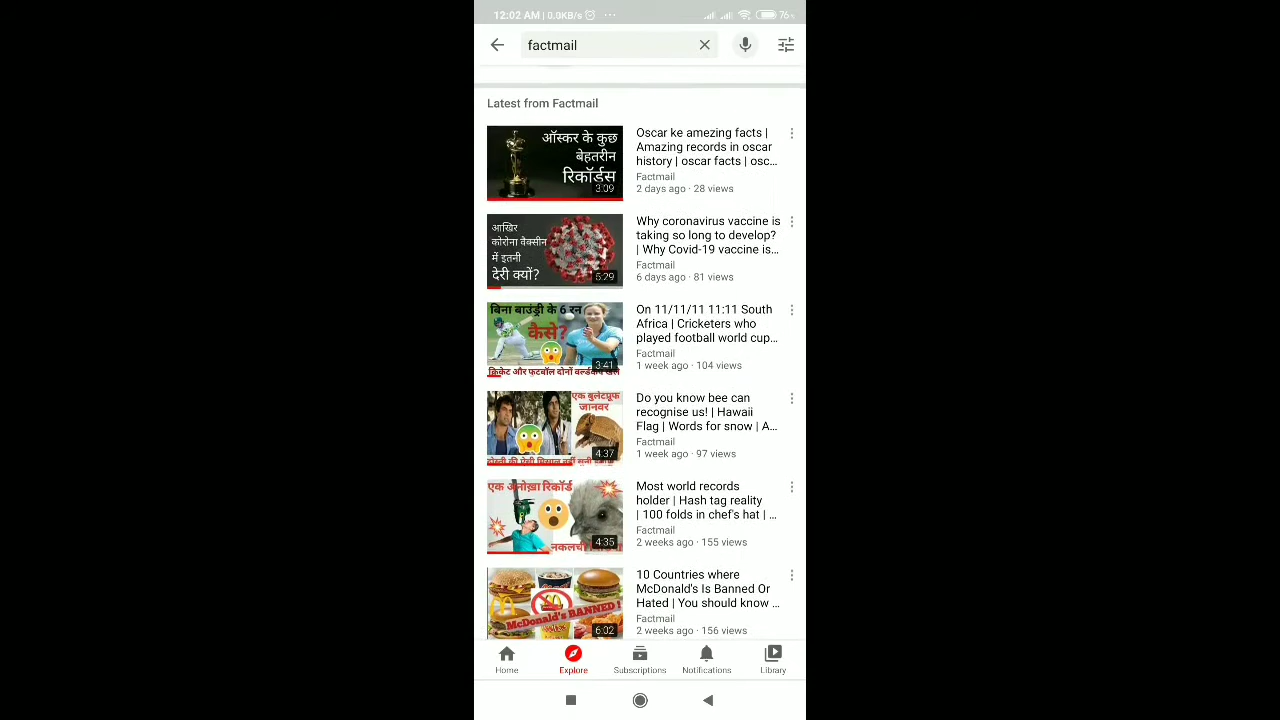 12:02 AM | 0.0KB/s ... 76%
factmail
Latest from Factmail
ऑस्कर के कुछ
बेहतरीन
रिकॉर्डस
3:09
Oscar ke amezing facts |
Amazing records in oscar
history | oscar facts | osc...
Factmail
2 days ago · 28 views
आखिर
कोरोना वैक्सीन
में इतनी
देरी क्यों?
5:29
Why coronavirus vaccine is
taking so long to develop?
| Why Covid-19 vaccine is...
Factmail
6 days ago · 81 views
बिना बाउंड्री के 6 रन
कैसे?
3:41
क्रिकेट और फुटबॉल दोनों वर्ल्डकप खेले
On 11/11/11 11:11 South
Africa | Cricketers who
played football world cup...
Factmail
1 week ago · 104 views
एक बुलेटप्रूफ
जानवर
4:37
Do you know bee can
recognise us! | Hawaii
Flag | Words for snow | A...
Factmail
1 week ago · 97 views
एक अनोखा रिकॉर्ड
4:35
Most world records
holder | Hash tag reality
| 100 folds in chef's hat | ...
Factmail
2 weeks ago · 155 views
McDonald's BANNED !
6:02
10 Countries where
McDonald's Is Banned Or
Hated | You should know ...
Factmail
2 weeks ago · 156 views
Home
Explore
Subscriptions
Notifications
Library